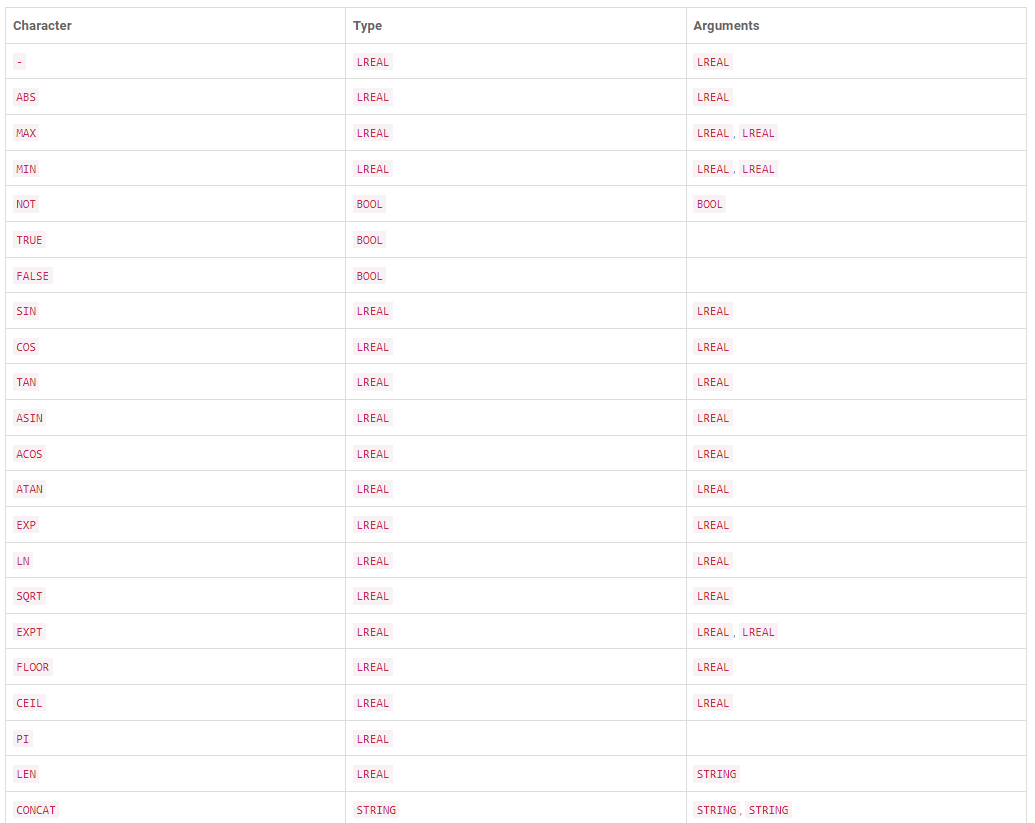 Character Type Arguments
- LREAL LREAL
ABS LREAL LREAL
MAX LREAL LREAL, LREAL
MIN LREAL LREAL, LREAL
NOT BOOL BOOL
TRUE BOOL
FALSE BOOL
SIN LREAL LREAL
COS LREAL LREAL
TAN LREAL LREAL
ASIN LREAL LREAL
ACOS LREAL LREAL
ATAN LREAL LREAL
EXP LREAL LREAL
LN LREAL LREAL
SQRT LREAL LREAL
EXPT LREAL LREAL, LREAL
FLOOR LREAL LREAL
CEIL LREAL LREAL
PI LREAL
LEN LREAL STRING
CONCAT STRING STRING, STRING